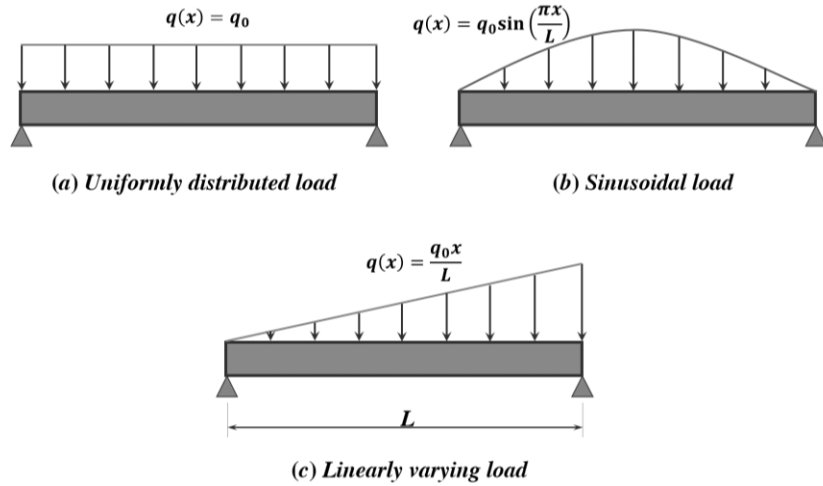 q(x) = q₀
q(x) = q₀sin(πx/L)
(a) Uniformly distributed load
(b) Sinusoidal load
q(x) = q₀x/L
L
(c) Linearly varying load